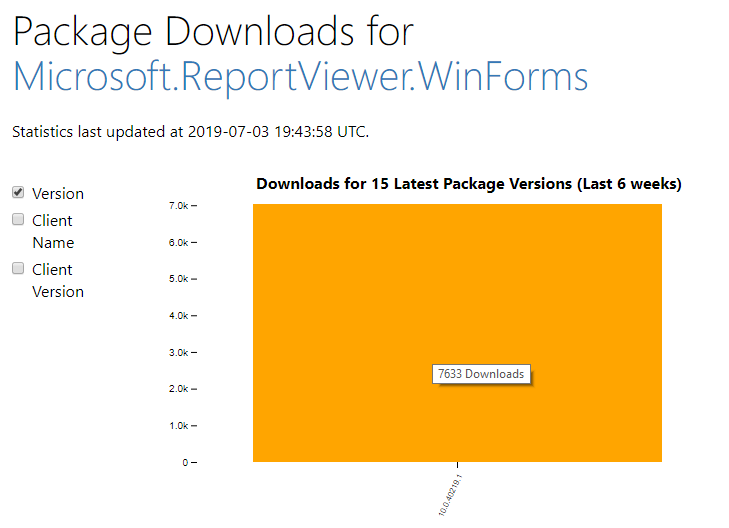 Package Downloads for
Microsoft.ReportViewer.WinForms
Statistics last updated at 2019-07-03 19:43:58 UTC.
Downloads for 15 Latest Package Versions (Last 6 weeks)
Version
Client
Name
Client
Version
7.0k
6.0k
5.0k
4.0k
3.0k
2.0k
1.0k
0
7633 Downloads
10.0.40219.1